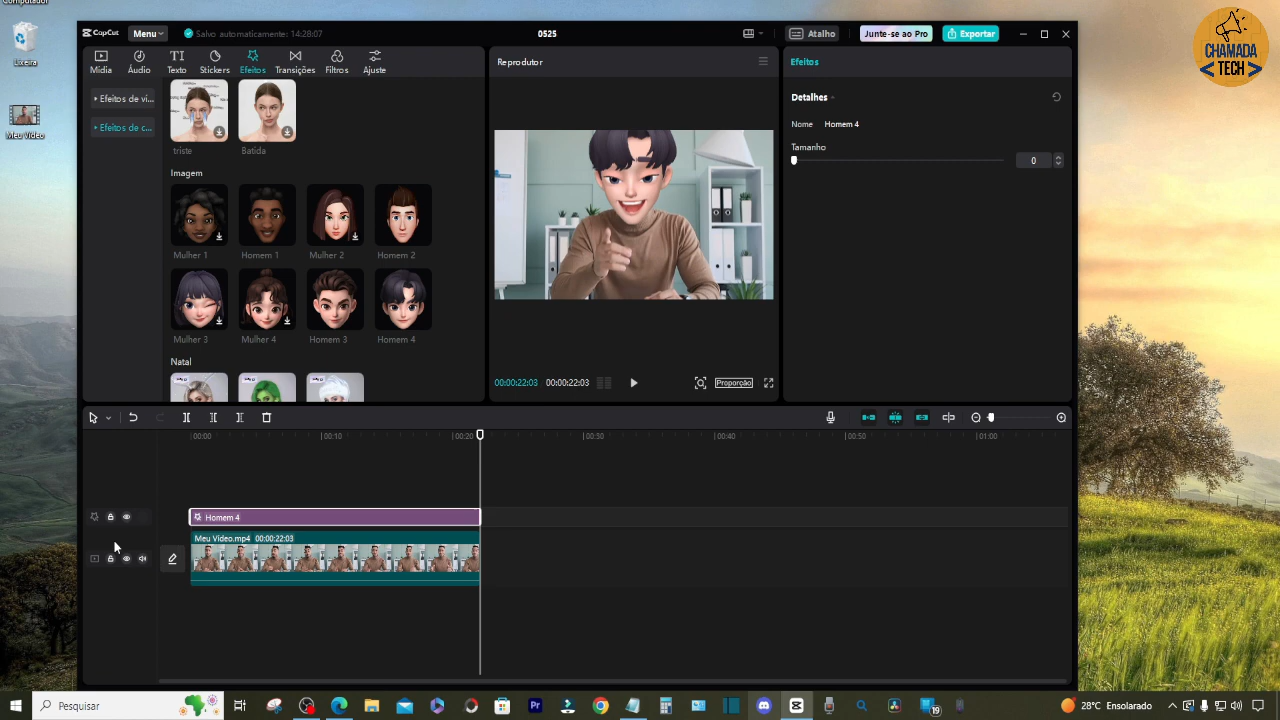 Computador
Lixeira
Meu Vídeo
CHAMADA
TECH
CapCut
Menu
Salvo automaticamente: 14:28:07
0525
Atalho
Junte-se ao Pro
Exportar
Mídia
Áudio
Texto
Stickers
Efeitos
Transições
Filtros
Ajuste
Efeitos de ví...
Efeitos de c...
triste
Batida
Imagem
Mulher 1
Homem 1
Mulher 2
Homem 2
Mulher 3
Mulher 4
Homem 3
Homem 4
Natal
Reprodutor
00:00:22:03
00:00:22:03
Proporção
Efeitos
Detalhes
Nome Homem 4
Tamanho
0
00:00
00:10
00:20
00:30
00:40
00:50
01:00
Homem 4
Meu Vídeo.mp4 00:00:22:03
Pesquisar
Pr
19
28°C Ensolarado